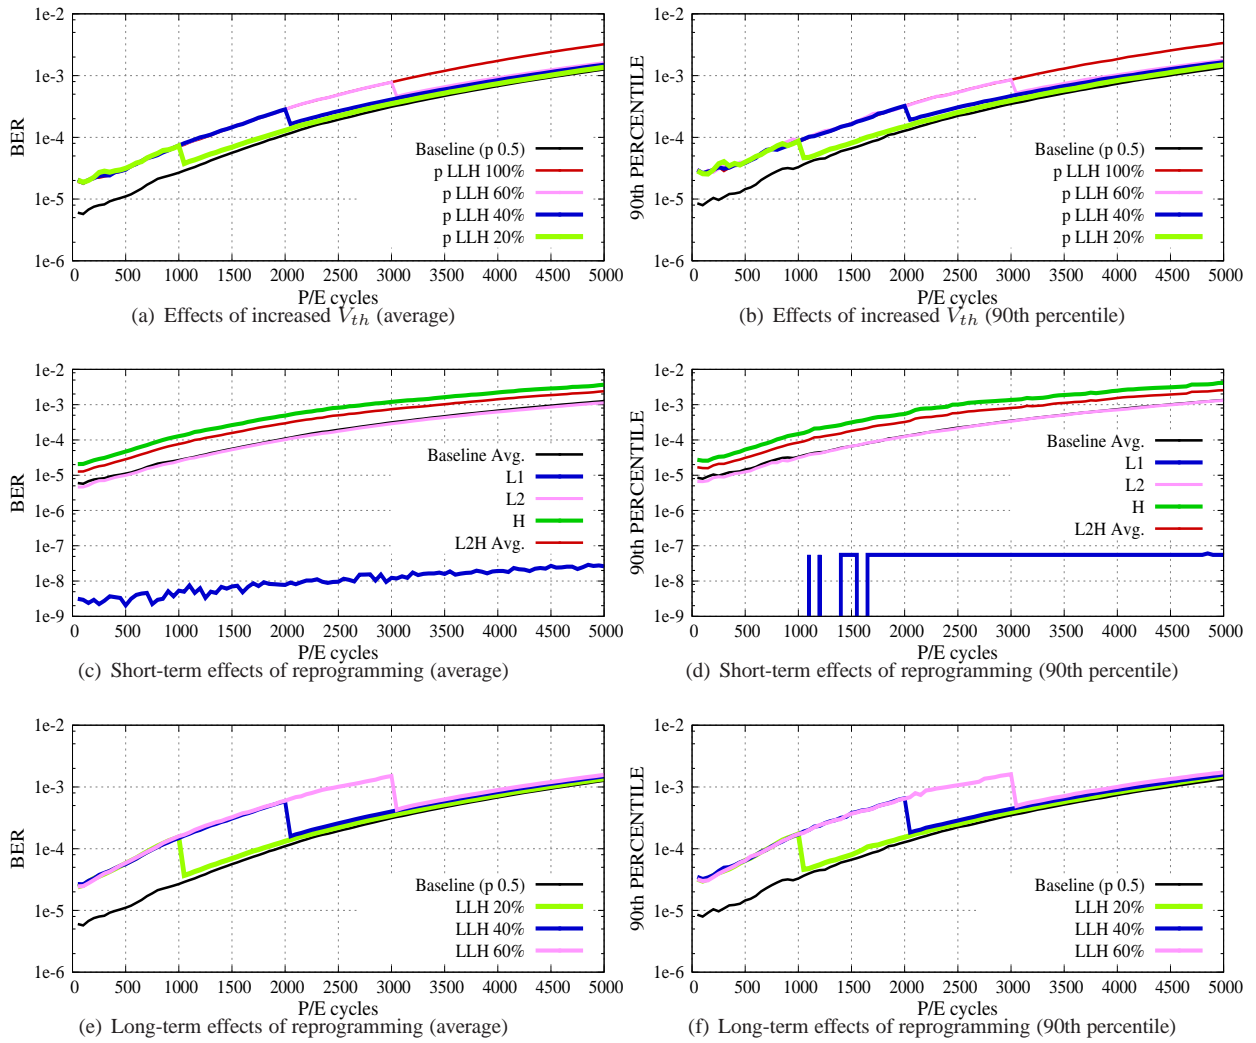 1e-2
1e-3
1e-4
1e-5
1e-6
BER
Baseline (p 0.5)
p LLH 100%
p LLH 60%
p LLH 40%
p LLH 20%
0 500 1000 1500 2000 2500 3000 3500 4000 4500 5000
P/E cycles
(a) Effects of increased V_th (average)
1e-2
1e-3
1e-4
1e-5
1e-6
90th PERCENTILE
Baseline (p 0.5)
p LLH 100%
p LLH 60%
p LLH 40%
p LLH 20%
0 500 1000 1500 2000 2500 3000 3500 4000 4500 5000
P/E cycles
(b) Effects of increased V_th (90th percentile)
1e-2
1e-3
1e-4
1e-5
1e-6
1e-7
1e-8
1e-9
BER
Baseline Avg.
L1
L2
H
L2H Avg.
0 500 1000 1500 2000 2500 3000 3500 4000 4500 5000
P/E cycles
(c) Short-term effects of reprogramming (average)
1e-2
1e-3
1e-4
1e-5
1e-6
1e-7
1e-8
1e-9
90th PERCENTILE
Baseline Avg.
L1
L2
H
L2H Avg.
0 500 1000 1500 2000 2500 3000 3500 4000 4500 5000
P/E cycles
(d) Short-term effects of reprogramming (90th percentile)
1e-2
1e-3
1e-4
1e-5
1e-6
BER
Baseline (p 0.5)
LLH 20%
LLH 40%
LLH 60%
0 500 1000 1500 2000 2500 3000 3500 4000 4500 5000
P/E cycles
(e) Long-term effects of reprogramming (average)
1e-2
1e-3
1e-4
1e-5
1e-6
90th PERCENTILE
Baseline (p 0.5)
LLH 20%
LLH 40%
LLH 60%
0 500 1000 1500 2000 2500 3000 3500 4000 4500 5000
P/E cycles
(f) Long-term effects of reprogramming (90th percentile)